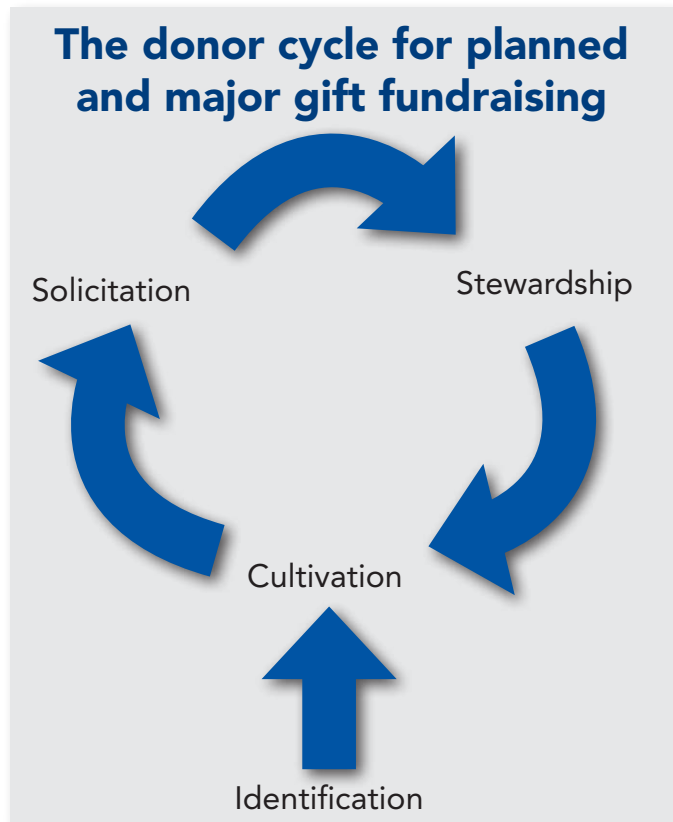 The donor cycle for planned
and major gift fundraising
Solicitation
Stewardship
Cultivation
Identification